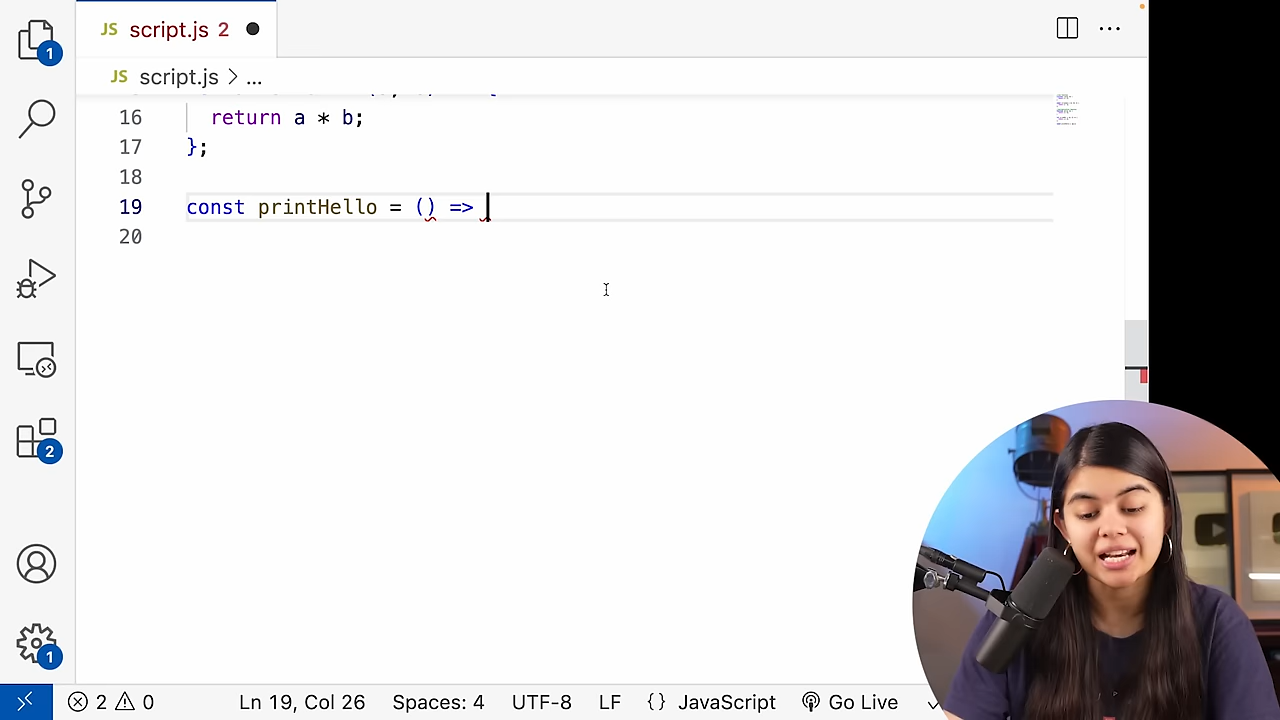 JS script.js 2
1
JS script.js > ...
16 return a * b;
17 };
18
19 const printHello = () =>
20
2
1
2 0 Ln 19, Col 26 Spaces: 4 UTF-8 LF {} JavaScript Go Live